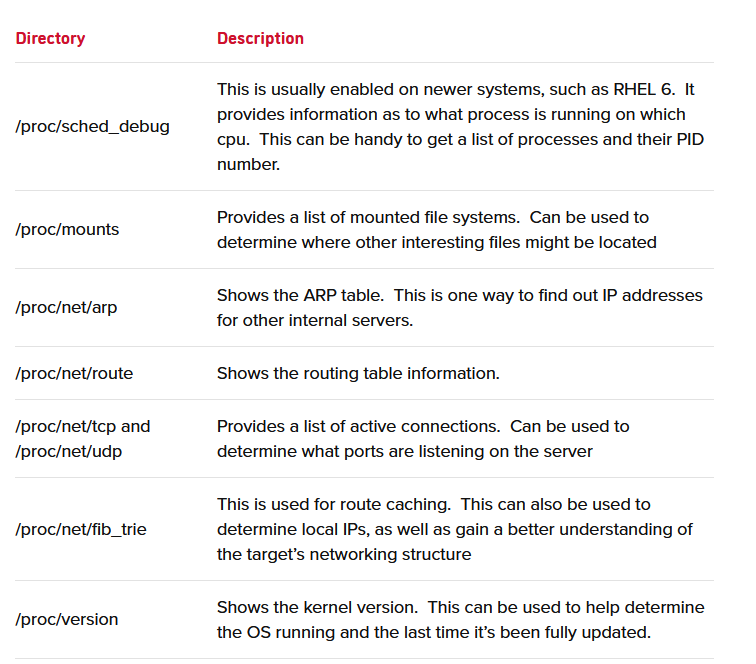 Directory Description
This is usually enabled on newer systems, such as RHEL 6.  It
provides information as to what process is running on which
/proc/sched_debug
cpu.  This can be handy to get a list of processes and their PID
number.
Provides a list of mounted file systems.  Can be used to
/proc/mounts
determine where other interesting files might be located
Shows the ARP table.  This is one way to find out IP addresses
/proc/net/arp
for other internal servers.
/proc/net/route Shows the routing table information.
/proc/net/tcp and Provides a list of active connections.  Can be used to
/proc/net/udp determine what ports are listening on the server
This is used for route caching.  This can also be used to
/proc/net/fib_trie determine local IPs, as well as gain a better understanding of
the target’s networking structure
Shows the kernel version.  This can be used to help determine
/proc/version
the OS running and the last time it’s been fully updated.